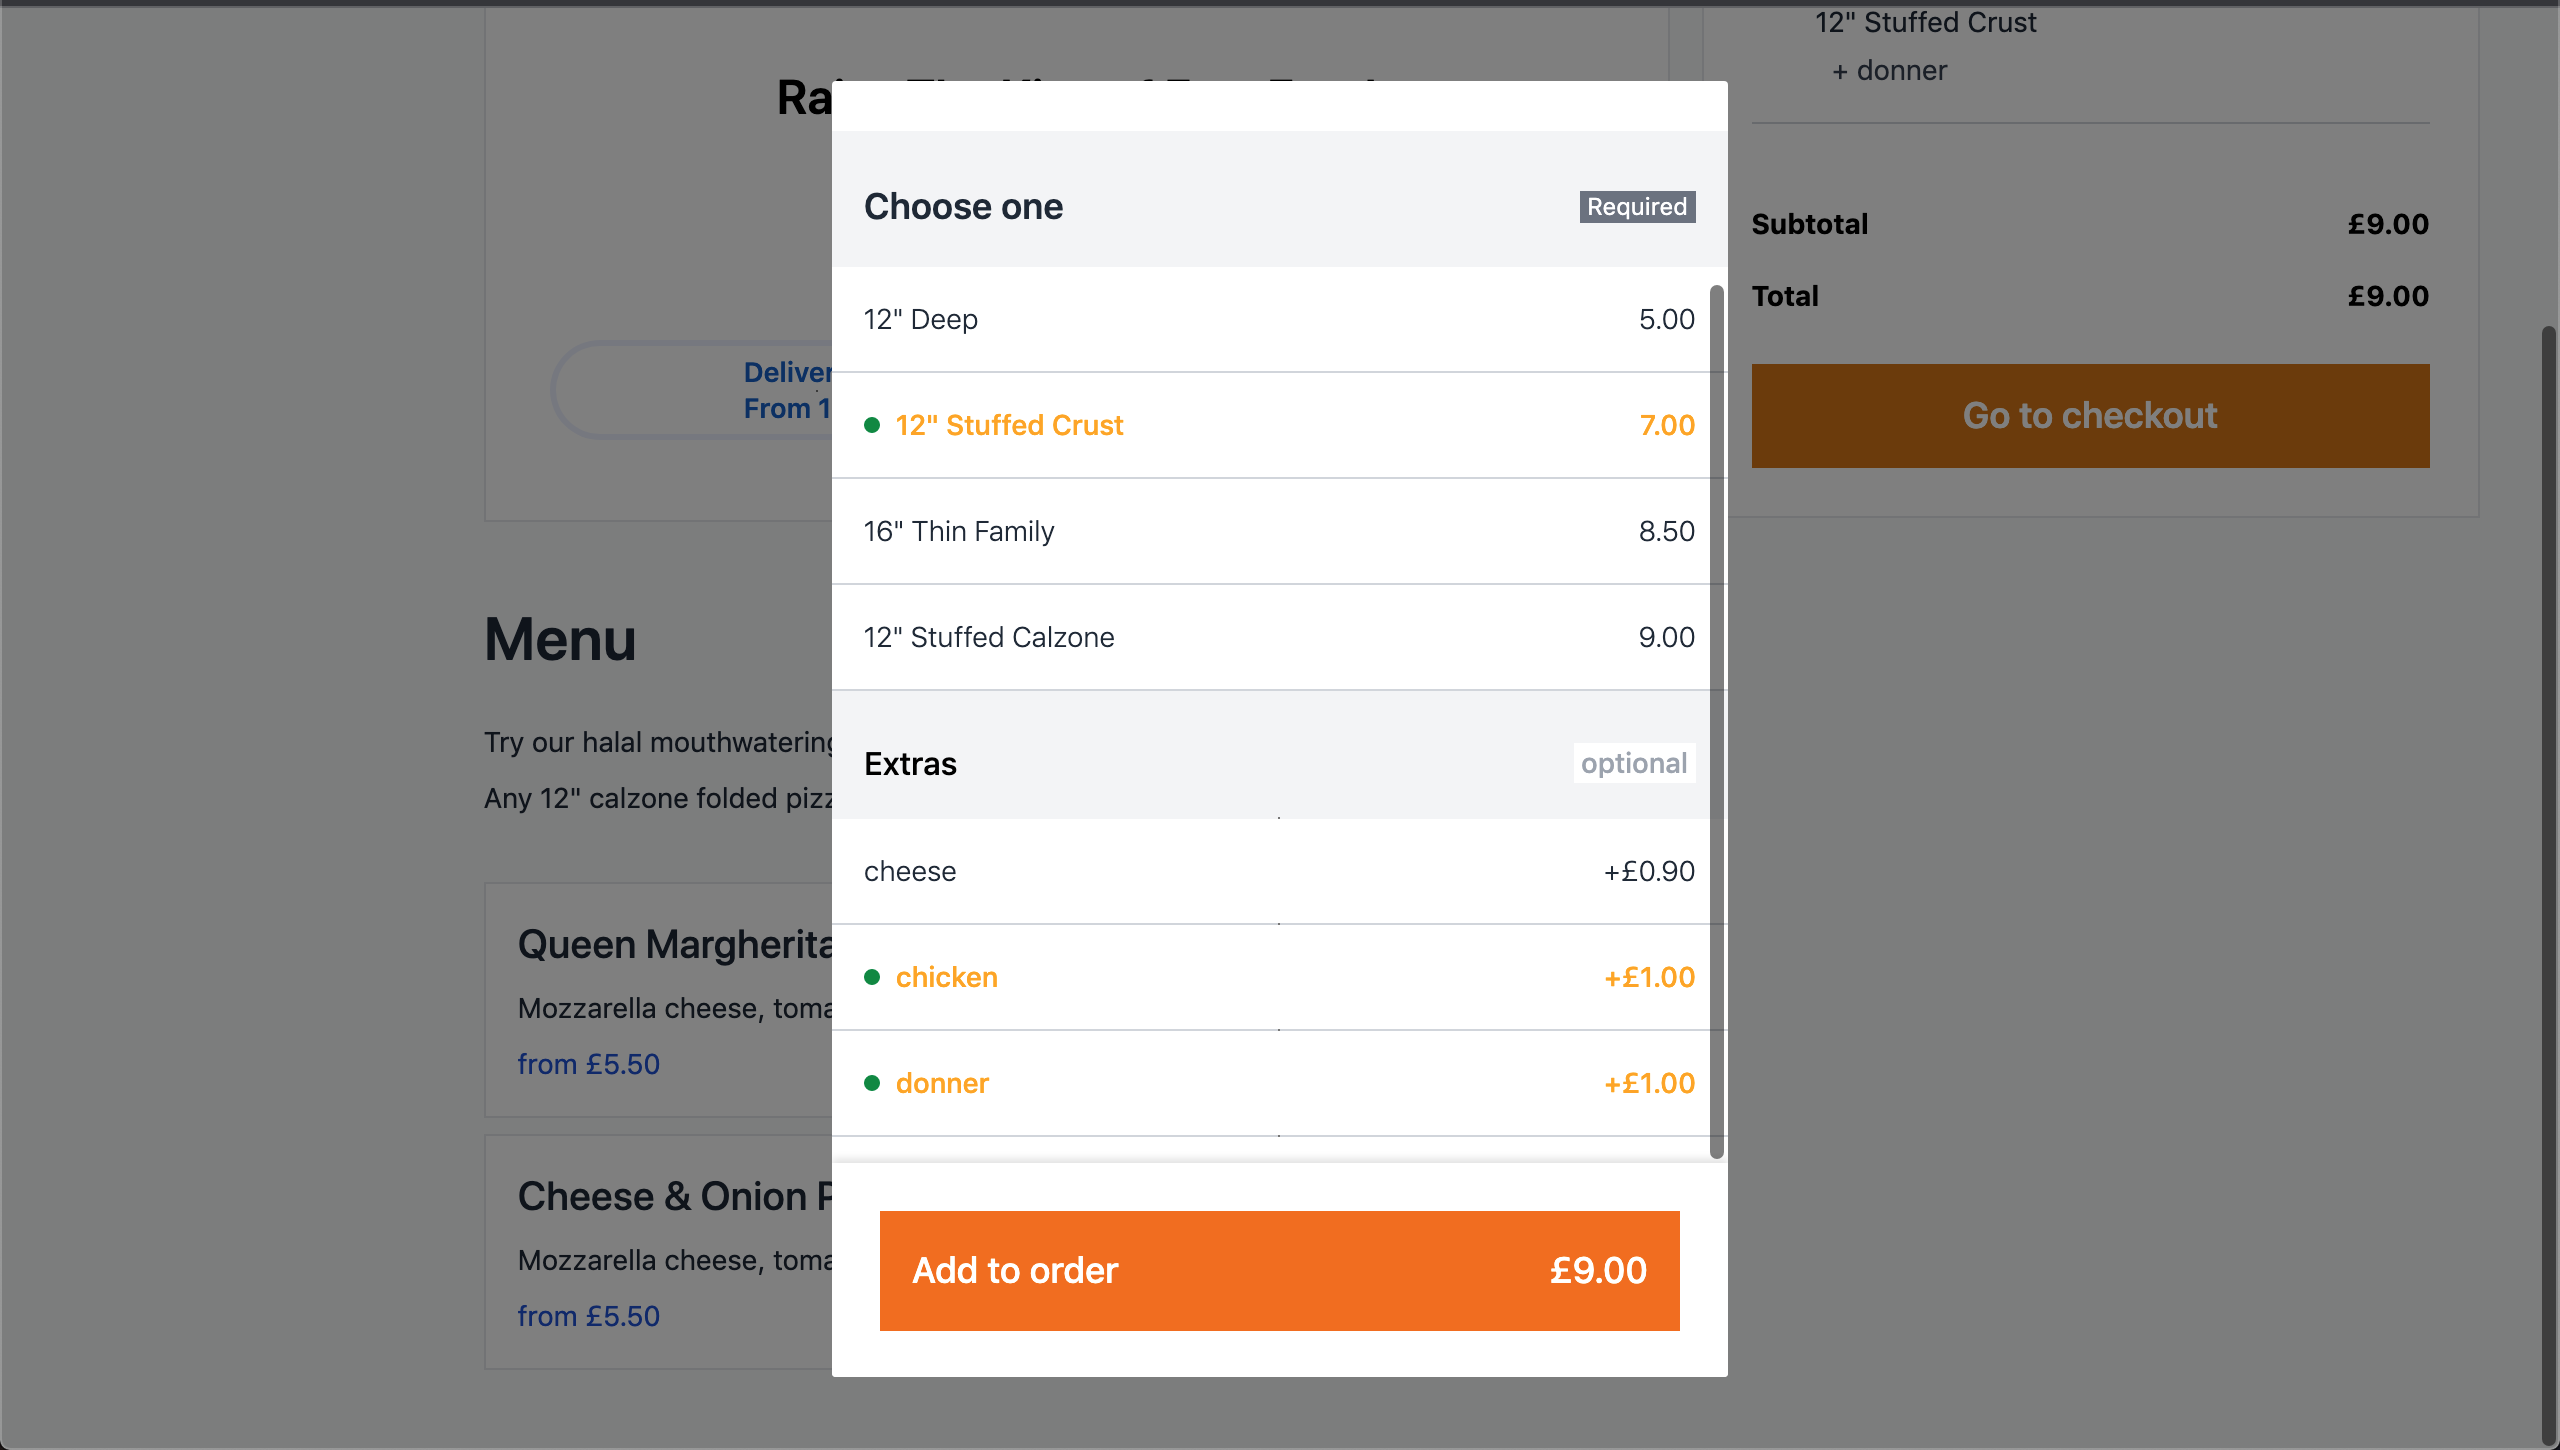 12" Stuffed Crust
+ donner
Ra
Subtotal £9.00
Total £9.00
Go to checkout
Deliver
From 1
Choose one Required
12" Deep 5.00
12" Stuffed Crust 7.00
16" Thin Family 8.50
12" Stuffed Calzone 9.00
Extras optional
cheese +£0.90
chicken +£1.00
donner +£1.00
Add to order £9.00
Menu
Try our halal mouthwatering
Any 12" calzone folded pizz
Queen Margherita
Mozzarella cheese, toma
from £5.50
Cheese & Onion P
Mozzarella cheese, toma
from £5.50